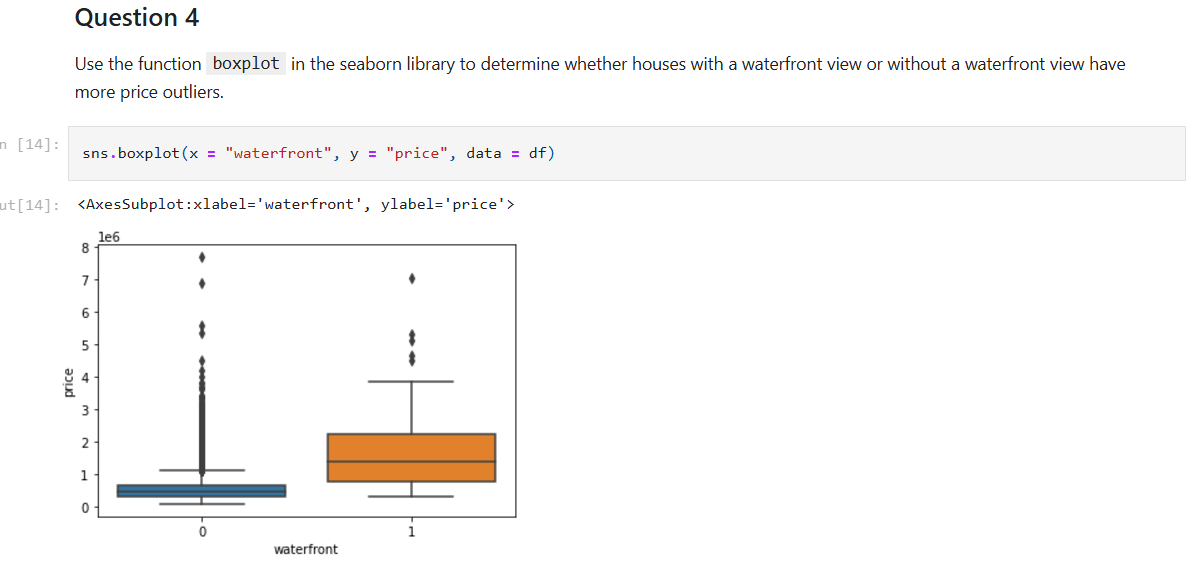 Question 4
Use the function boxplot in the seaborn library to determine whether houses with a waterfront view or without a waterfront view have
more price outliers.
n [14]:
sns.boxplot(x = "waterfront", y = "price", data = df)
ut[14]:
<AxesSubplot:xlabel='waterfront', ylabel='price'>
1e6
8
7
6
5
4
3
2
1
0
price
0
1
waterfront